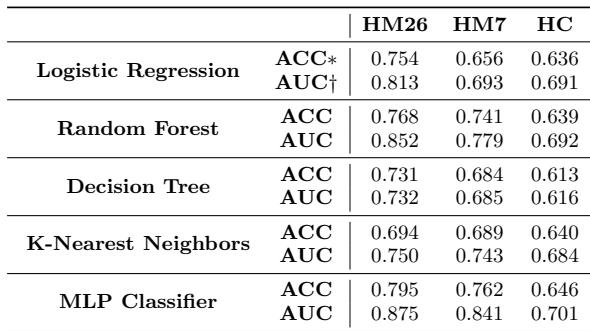 HM26 HM7 HC
Logistic Regression ACC∗ 0.754 0.656 0.636
AUC† 0.813 0.693 0.691
Random Forest ACC 0.768 0.741 0.639
AUC 0.852 0.779 0.692
Decision Tree ACC 0.731 0.684 0.613
AUC 0.732 0.685 0.616
K-Nearest Neighbors ACC 0.694 0.689 0.640
AUC 0.750 0.743 0.684
MLP Classifier ACC 0.795 0.762 0.646
AUC 0.875 0.841 0.701